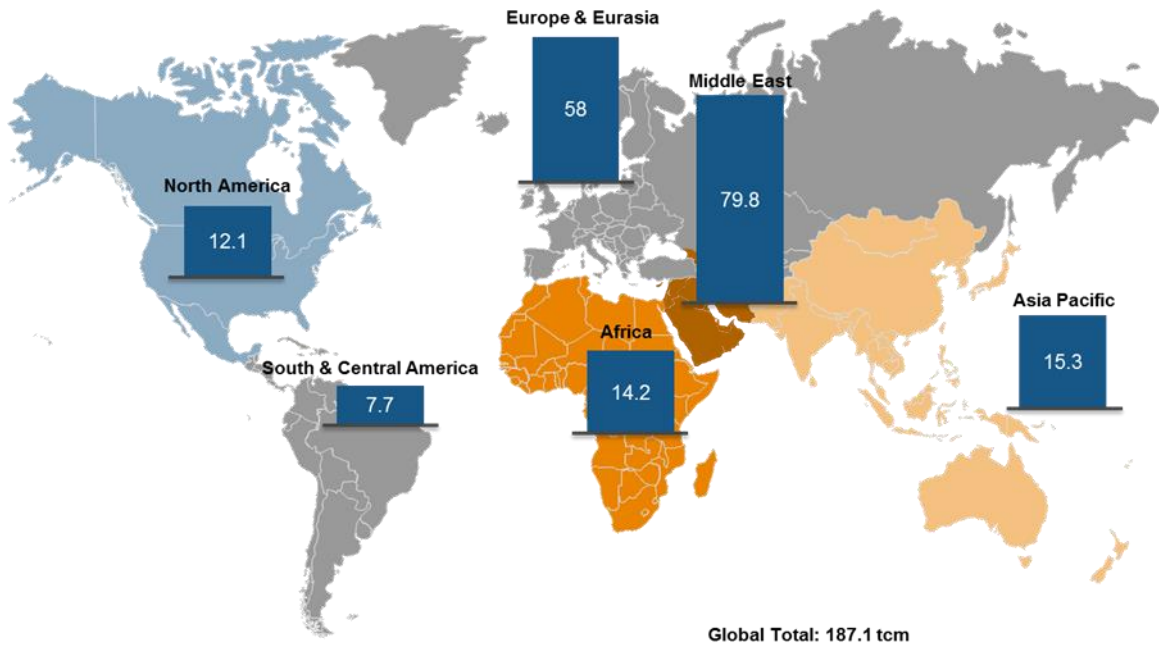 Europe & Eurasia
58
Middle East
79.8
North America
12.1
Asia Pacific
15.3
Africa
14.2
South & Central America
7.7
Global Total: 187.1 tcm